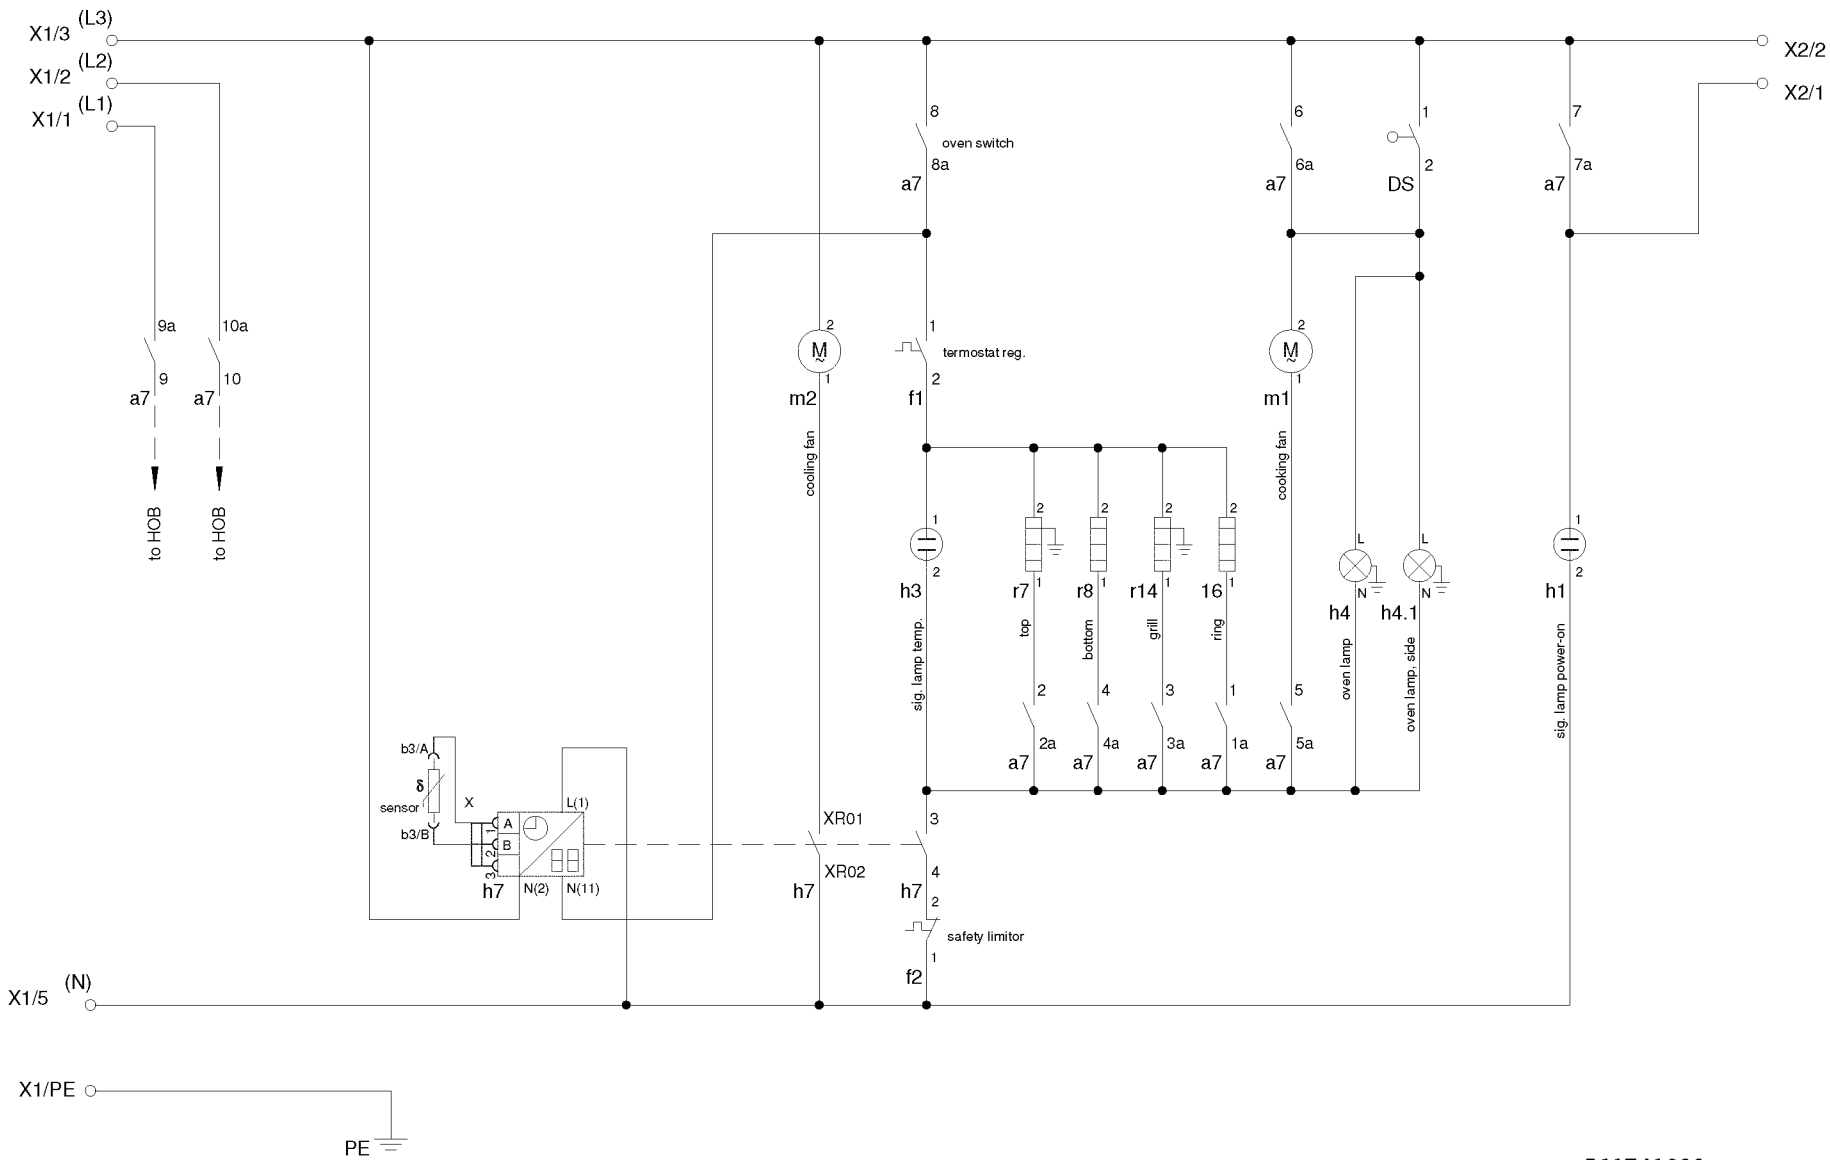 X1/3 (L3)
X2/2
X1/2 (L2)
X2/1
X1/1 (L1)
8
oven switch
8a
a7
6
6a
a7
1
2
DS
7
7a
a7
9a
9
a7
to HOB
10a
10
a7
to HOB
2
M
~
1
m2
cooling fan
1
termostat reg.
2
f1
2
M
~
1
m1
cooking fan
1
2
h3
sig. lamp temp.
2
1
r7
top
2
1
r8
bottom
2
1
r14
grill
2
1
16
ring
L
N
h4
oven lamp
L
N
h4.1
oven lamp, side
1
2
h1
sig. lamp power-on
2
2a
a7
4
4a
a7
3
3a
a7
1
1a
a7
5
5a
a7
b3/A
δ
sensor
b3/B
X
L(1)
A
1
B
2
3
h7
N(2)
N(11)
XR01
XR02
h7
3
4
h7
2
safety limitor
1
f2
X1/5 (N)
X1/PE
PE